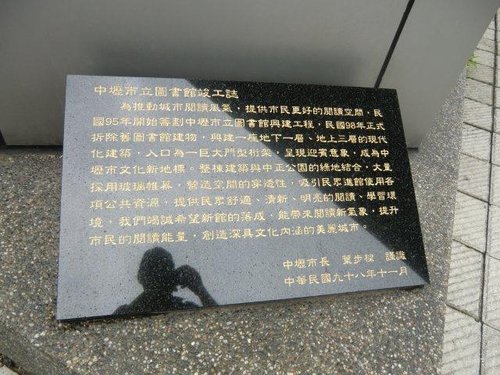 中壢市立圖書館竣工誌
為推動城市閱讀風氣，提供市民更好的閱讀空間，民
國95年開始籌劃中壢市立圖書館興建工程，民國98年正式
拆除舊圖書館建物，興建一座地下一層、地上三層的現代
化建築，入口為一巨大門型桁架，呈現迎賓意象，成為中
壢市文化新地標。整棟建築與中正公園的綠地結合，大量
採用玻璃帷幕，營造空間的穿透性，吸引民眾進館使用各
項公共資源，提供民眾舒適、清新、明亮的閱讀、學習環
境，我們竭誠希望新館的落成，能帶來閱讀新氣象，提升
市民的閱讀能量，創造深具文化內涵的美麗城市。
中壢市長 葉步樑 謹識
中華民國九十八年十一月